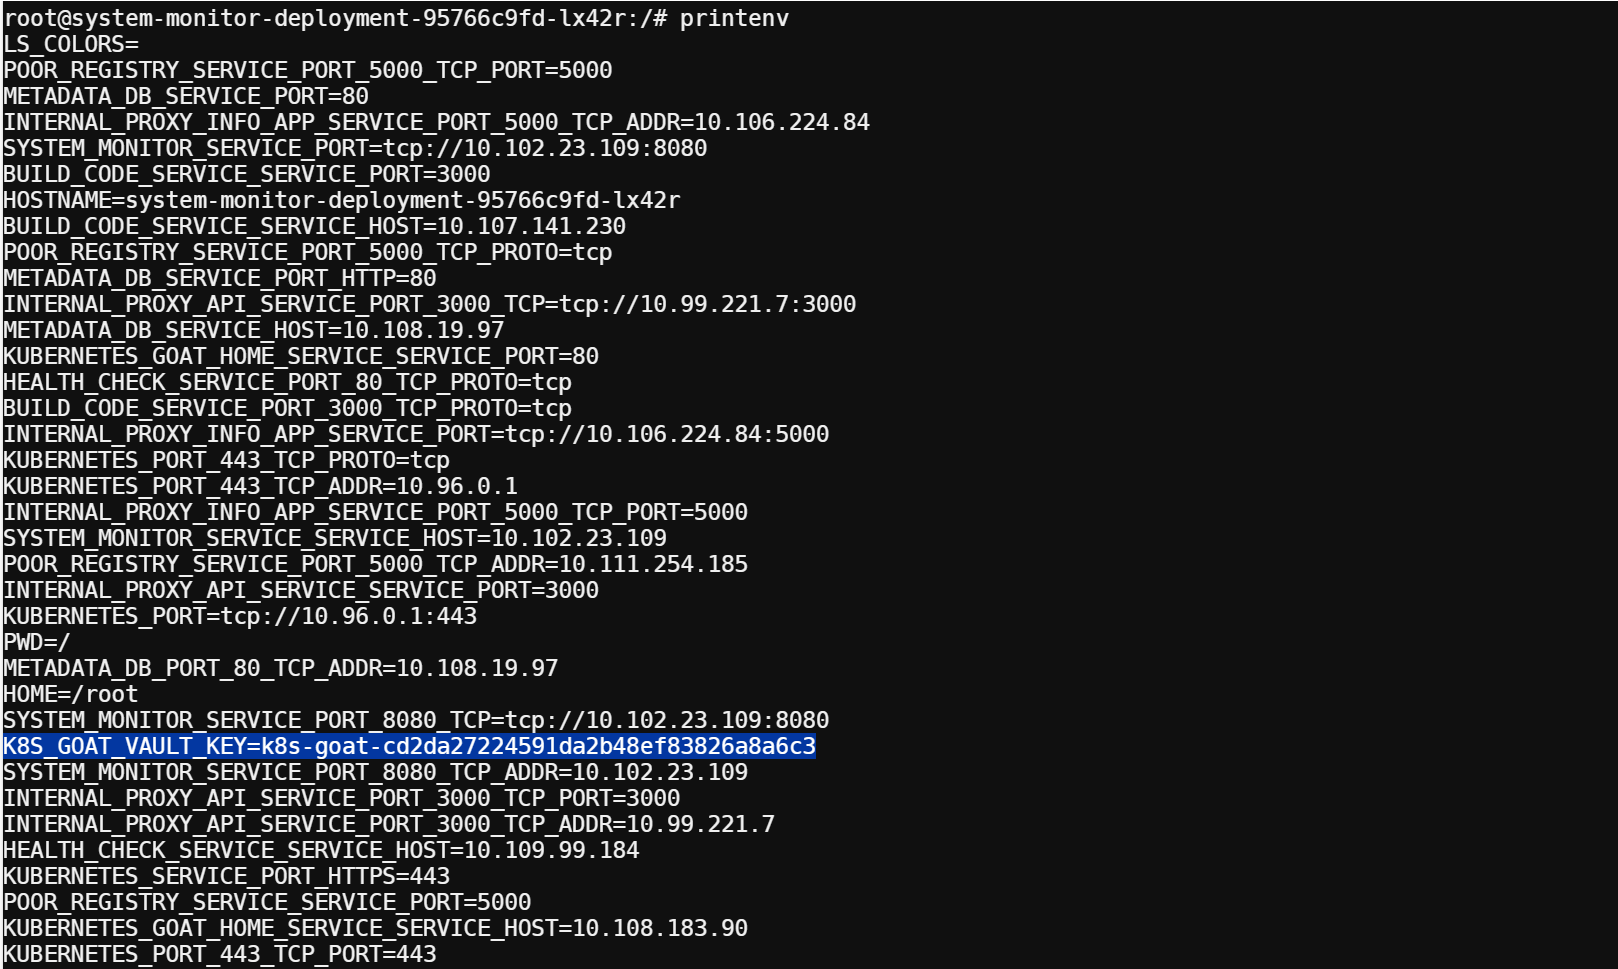 root@system-monitor-deployment-95766c9fd-lx42r:/# printenv
LS_COLORS=
POOR_REGISTRY_SERVICE_PORT_5000_TCP_PORT=5000
METADATA_DB_SERVICE_PORT=80
INTERNAL_PROXY_INFO_APP_SERVICE_PORT_5000_TCP_ADDR=10.106.224.84
SYSTEM_MONITOR_SERVICE_PORT=tcp://10.102.23.109:8080
BUILD_CODE_SERVICE_SERVICE_PORT=3000
HOSTNAME=system-monitor-deployment-95766c9fd-lx42r
BUILD_CODE_SERVICE_SERVICE_HOST=10.107.141.230
POOR_REGISTRY_SERVICE_PORT_5000_TCP_PROTO=tcp
METADATA_DB_SERVICE_PORT_HTTP=80
INTERNAL_PROXY_API_SERVICE_PORT_3000_TCP=tcp://10.99.221.7:3000
METADATA_DB_SERVICE_HOST=10.108.19.97
KUBERNETES_GOAT_HOME_SERVICE_SERVICE_PORT=80
HEALTH_CHECK_SERVICE_PORT_80_TCP_PROTO=tcp
BUILD_CODE_SERVICE_PORT_3000_TCP_PROTO=tcp
INTERNAL_PROXY_INFO_APP_SERVICE_PORT=tcp://10.106.224.84:5000
KUBERNETES_PORT_443_TCP_PROTO=tcp
KUBERNETES_PORT_443_TCP_ADDR=10.96.0.1
INTERNAL_PROXY_INFO_APP_SERVICE_PORT_5000_TCP_PORT=5000
SYSTEM_MONITOR_SERVICE_SERVICE_HOST=10.102.23.109
POOR_REGISTRY_SERVICE_PORT_5000_TCP_ADDR=10.111.254.185
INTERNAL_PROXY_API_SERVICE_SERVICE_PORT=3000
KUBERNETES_PORT=tcp://10.96.0.1:443
PWD=/
METADATA_DB_PORT_80_TCP_ADDR=10.108.19.97
HOME=/root
SYSTEM_MONITOR_SERVICE_PORT_8080_TCP=tcp://10.102.23.109:8080
K8S_GOAT_VAULT_KEY=k8s-goat-cd2da27224591da2b48ef83826a8a6c3
SYSTEM_MONITOR_SERVICE_PORT_8080_TCP_ADDR=10.102.23.109
INTERNAL_PROXY_API_SERVICE_PORT_3000_TCP_PORT=3000
INTERNAL_PROXY_API_SERVICE_PORT_3000_TCP_ADDR=10.99.221.7
HEALTH_CHECK_SERVICE_SERVICE_HOST=10.109.99.184
KUBERNETES_SERVICE_PORT_HTTPS=443
POOR_REGISTRY_SERVICE_SERVICE_PORT=5000
KUBERNETES_GOAT_HOME_SERVICE_SERVICE_HOST=10.108.183.90
KUBERNETES_PORT_443_TCP_PORT=443